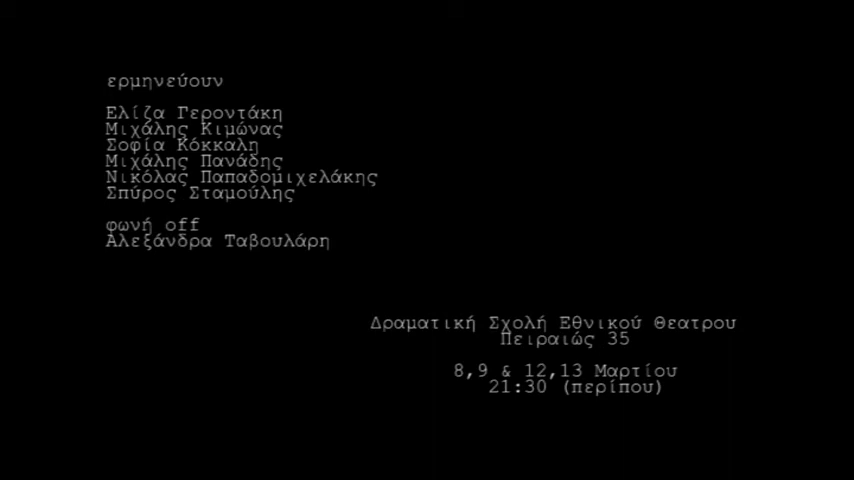 ερμηνεύουν
Ελίζα Γεροντάκη
Μιχάλης Κιμώνας
Σοφία Κόκκαλη
Μιχάλης Πανάδης
Νικόλας Παπαδομιχελάκης
Σπύρος Σταμούλης
φωνή off
Αλεξάνδρα Ταβουλάρη
Δραματική Σχολή Εθνικού Θεατρου
Πειραιώς 35
8,9 & 12,13 Μαρτίου
21:30 (περίπου)